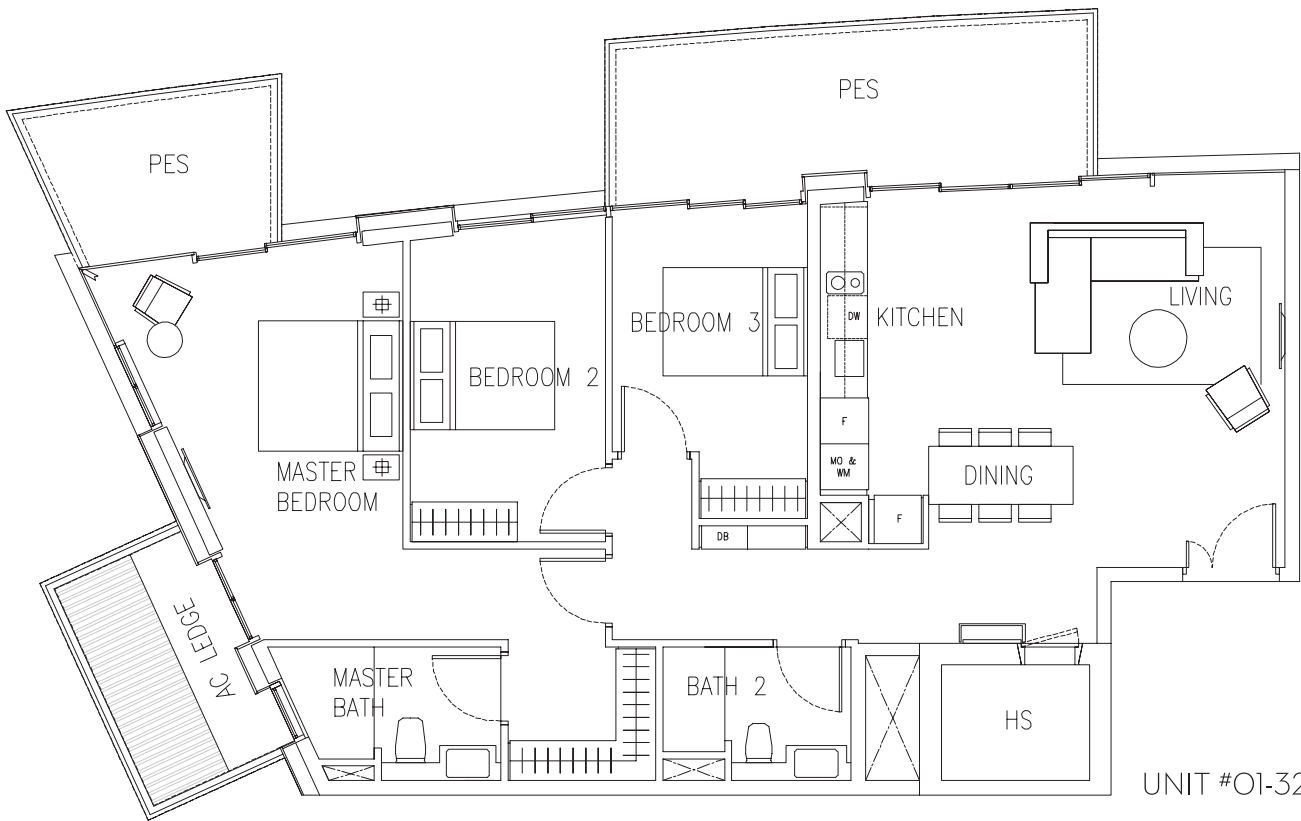 PES
PES
LIVING
BEDROOM 3
DW
KITCHEN
BEDROOM 2
F
MO &
WM
MASTER
BEDROOM
DINING
F
DB
AC LEDGE
MASTER
BATH
BATH 2
HS
UNIT #01-32